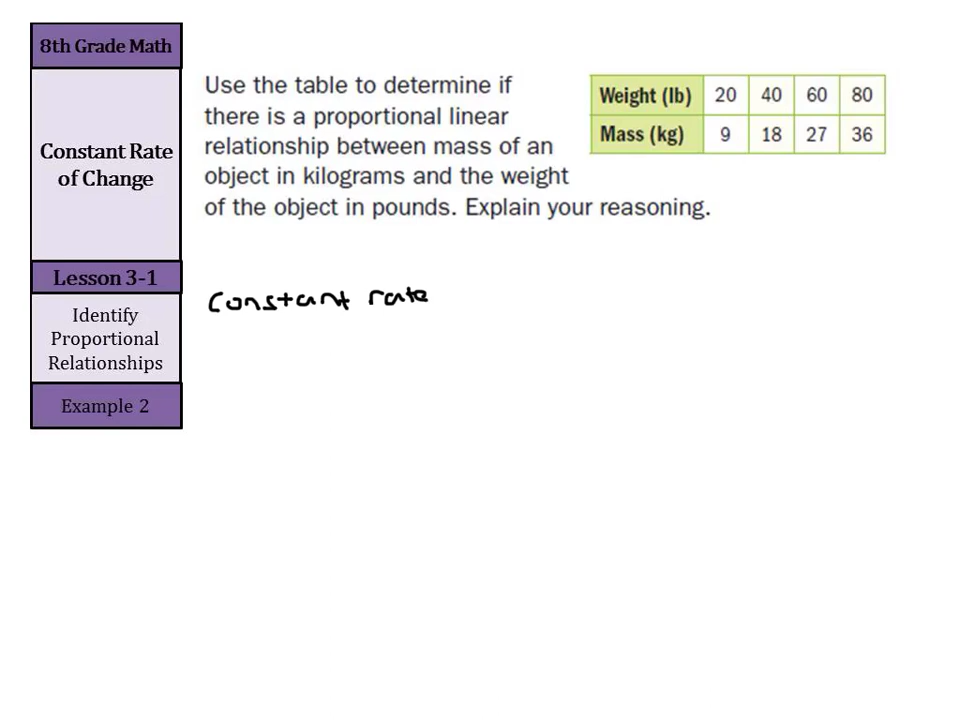 8th Grade Math
Constant Rate
of Change
Lesson 3-1
Identify
Proportional
Relationships
Example 2
Use the table to determine if
there is a proportional linear
relationship between mass of an
object in kilograms and the weight
of the object in pounds. Explain your reasoning.
Weight (lb) 20 40 60 80
Mass (kg) 9 18 27 36
constant rate